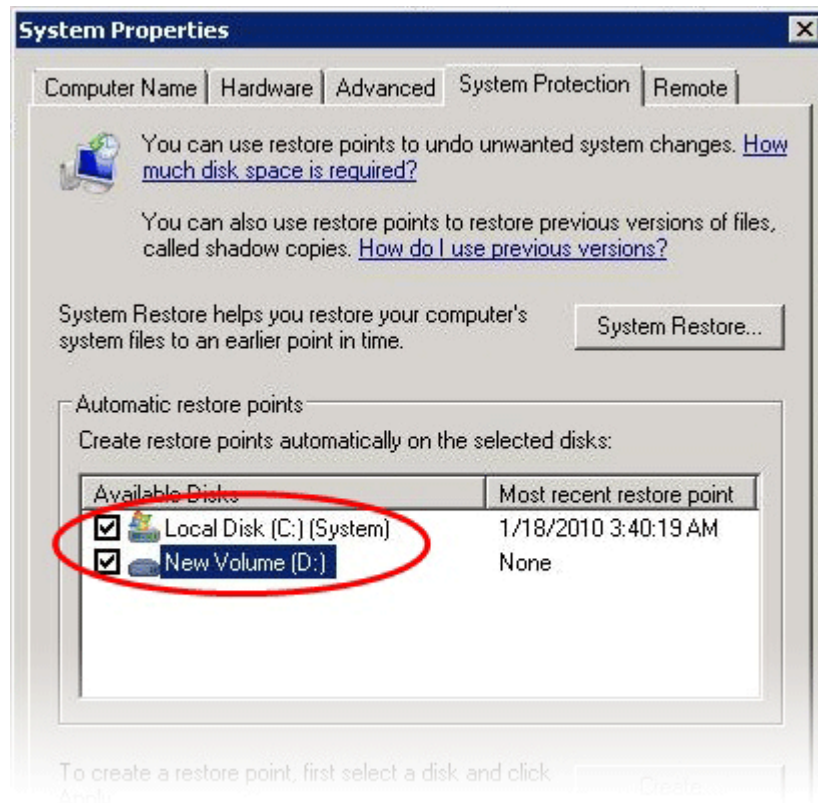 System Properties
Computer Name
Hardware
Advanced
System Protection
Remote
You can use restore points to undo unwanted system changes. How
much disk space is required?
You can also use restore points to restore previous versions of files,
called shadow copies. How do I use previous versions?
System Restore helps you restore your computer's
system files to an earlier point in time.
System Restore...
Automatic restore points
Create restore points automatically on the selected disks:
Available Disks
Most recent restore point
Local Disk (C:) (System)
1/18/2010 3:40:19 AM
New Volume (D:)
None
To create a restore point, first select a disk and click
Apply
Create...